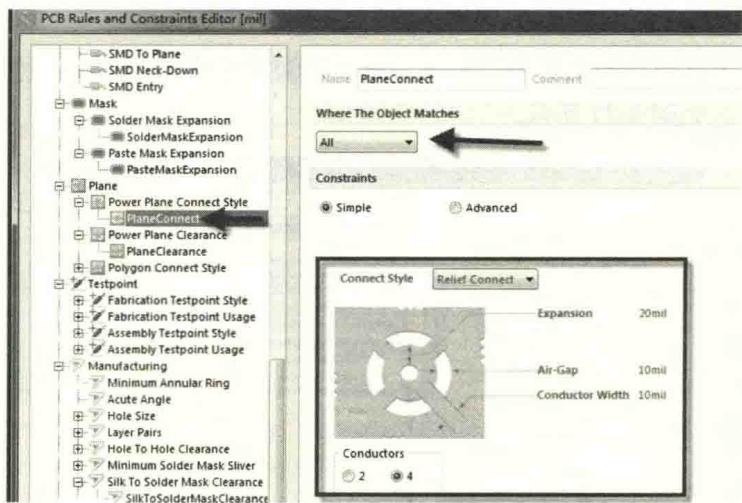 PCB Rules and Constraints Editor [mil]
SMD To Plane
SMD Neck-Down
SMD Entry
Mask
Solder Mask Expansion
SolderMaskExpansion
Paste Mask Expansion
PasteMaskExpansion
Plane
Power Plane Connect Style
PlaneConnect
Power Plane Clearance
PlaneClearance
Polygon Connect Style
Testpoint
Fabrication Testpoint Style
Fabrication Testpoint Usage
Assembly Testpoint Style
Assembly Testpoint Usage
Manufacturing
Minimum Annular Ring
Acute Angle
Hole Size
Layer Pairs
Hole To Hole Clearance
Minimum Solder Mask Sliver
Silk To Solder Mask Clearance
SilkToSolderMaskClearance
Name PlaneConnect Comment
Where The Object Matches
All
Constraints
Simple Advanced
Connect Style Relief Connect
Expansion 20mil
Air-Gap 10mil
Conductor Width 10mil
Conductors
2 4